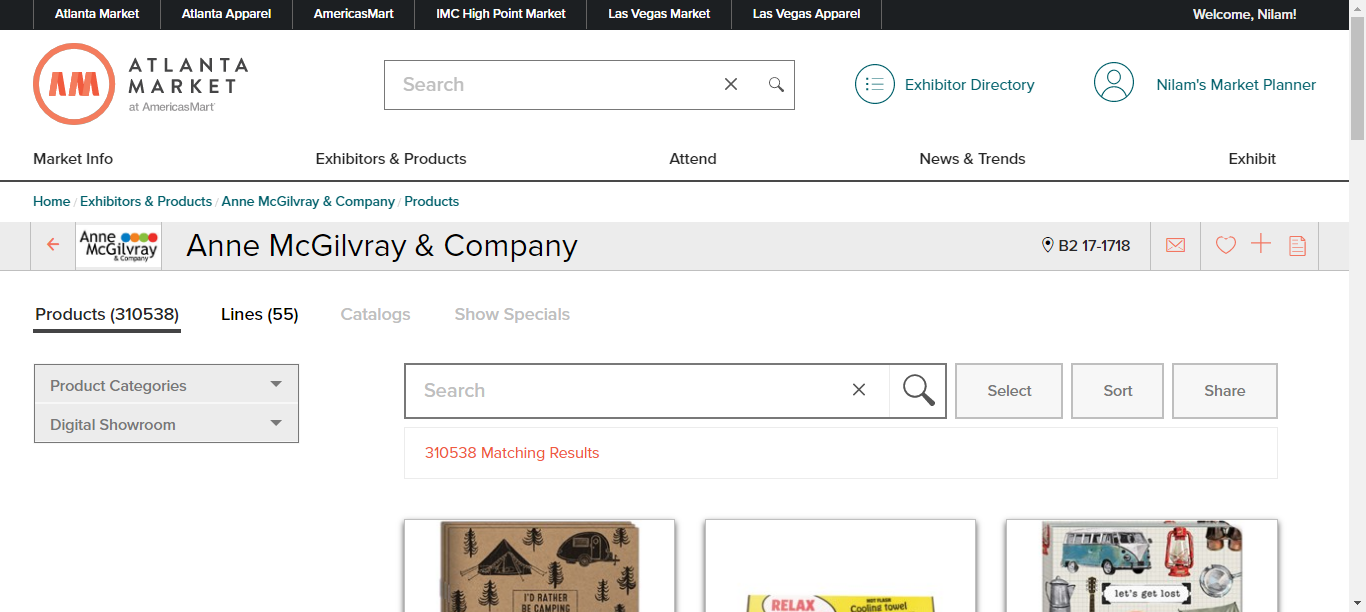 Atlanta Market Atlanta Apparel AmericasMart IMC High Point Market Las Vegas Market Las Vegas Apparel Welcome, Nilam!
AM ATLANTA
MARKET
at AmericasMart
Search
Exhibitor Directory
Nilam's Market Planner
Market Info Exhibitors & Products Attend News & Trends Exhibit
Home / Exhibitors & Products / Anne McGilvray & Company / Products
Anne
McGilvray
& Company
Anne McGilvray & Company
B2 17-1718
Products (310538) Lines (55) Catalogs Show Specials
Product Categories
Digital Showroom
Search
Select Sort Share
310538 Matching Results
I'D RATHER
BE CAMPING
RELAX
HOT FLASH
Cooling towel
let's get lost